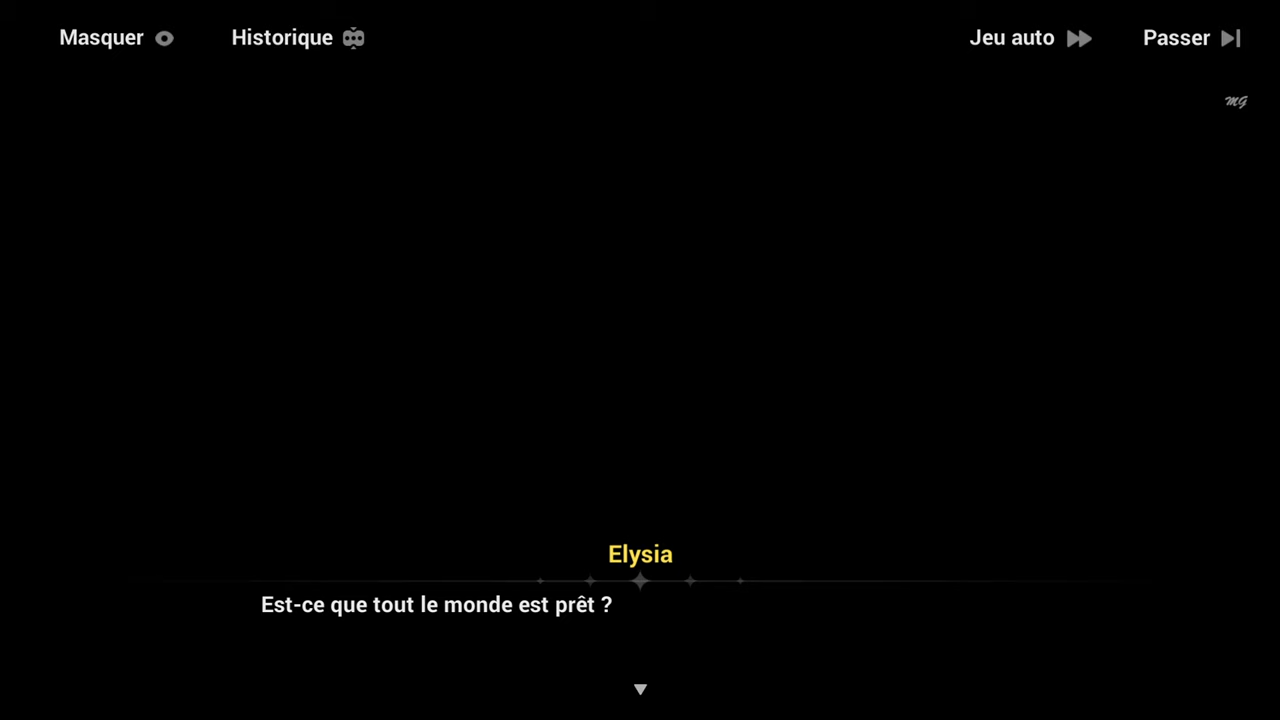 Masquer Historique Jeu auto Passer
MG
Elysia
Est-ce que tout le monde est prêt ?